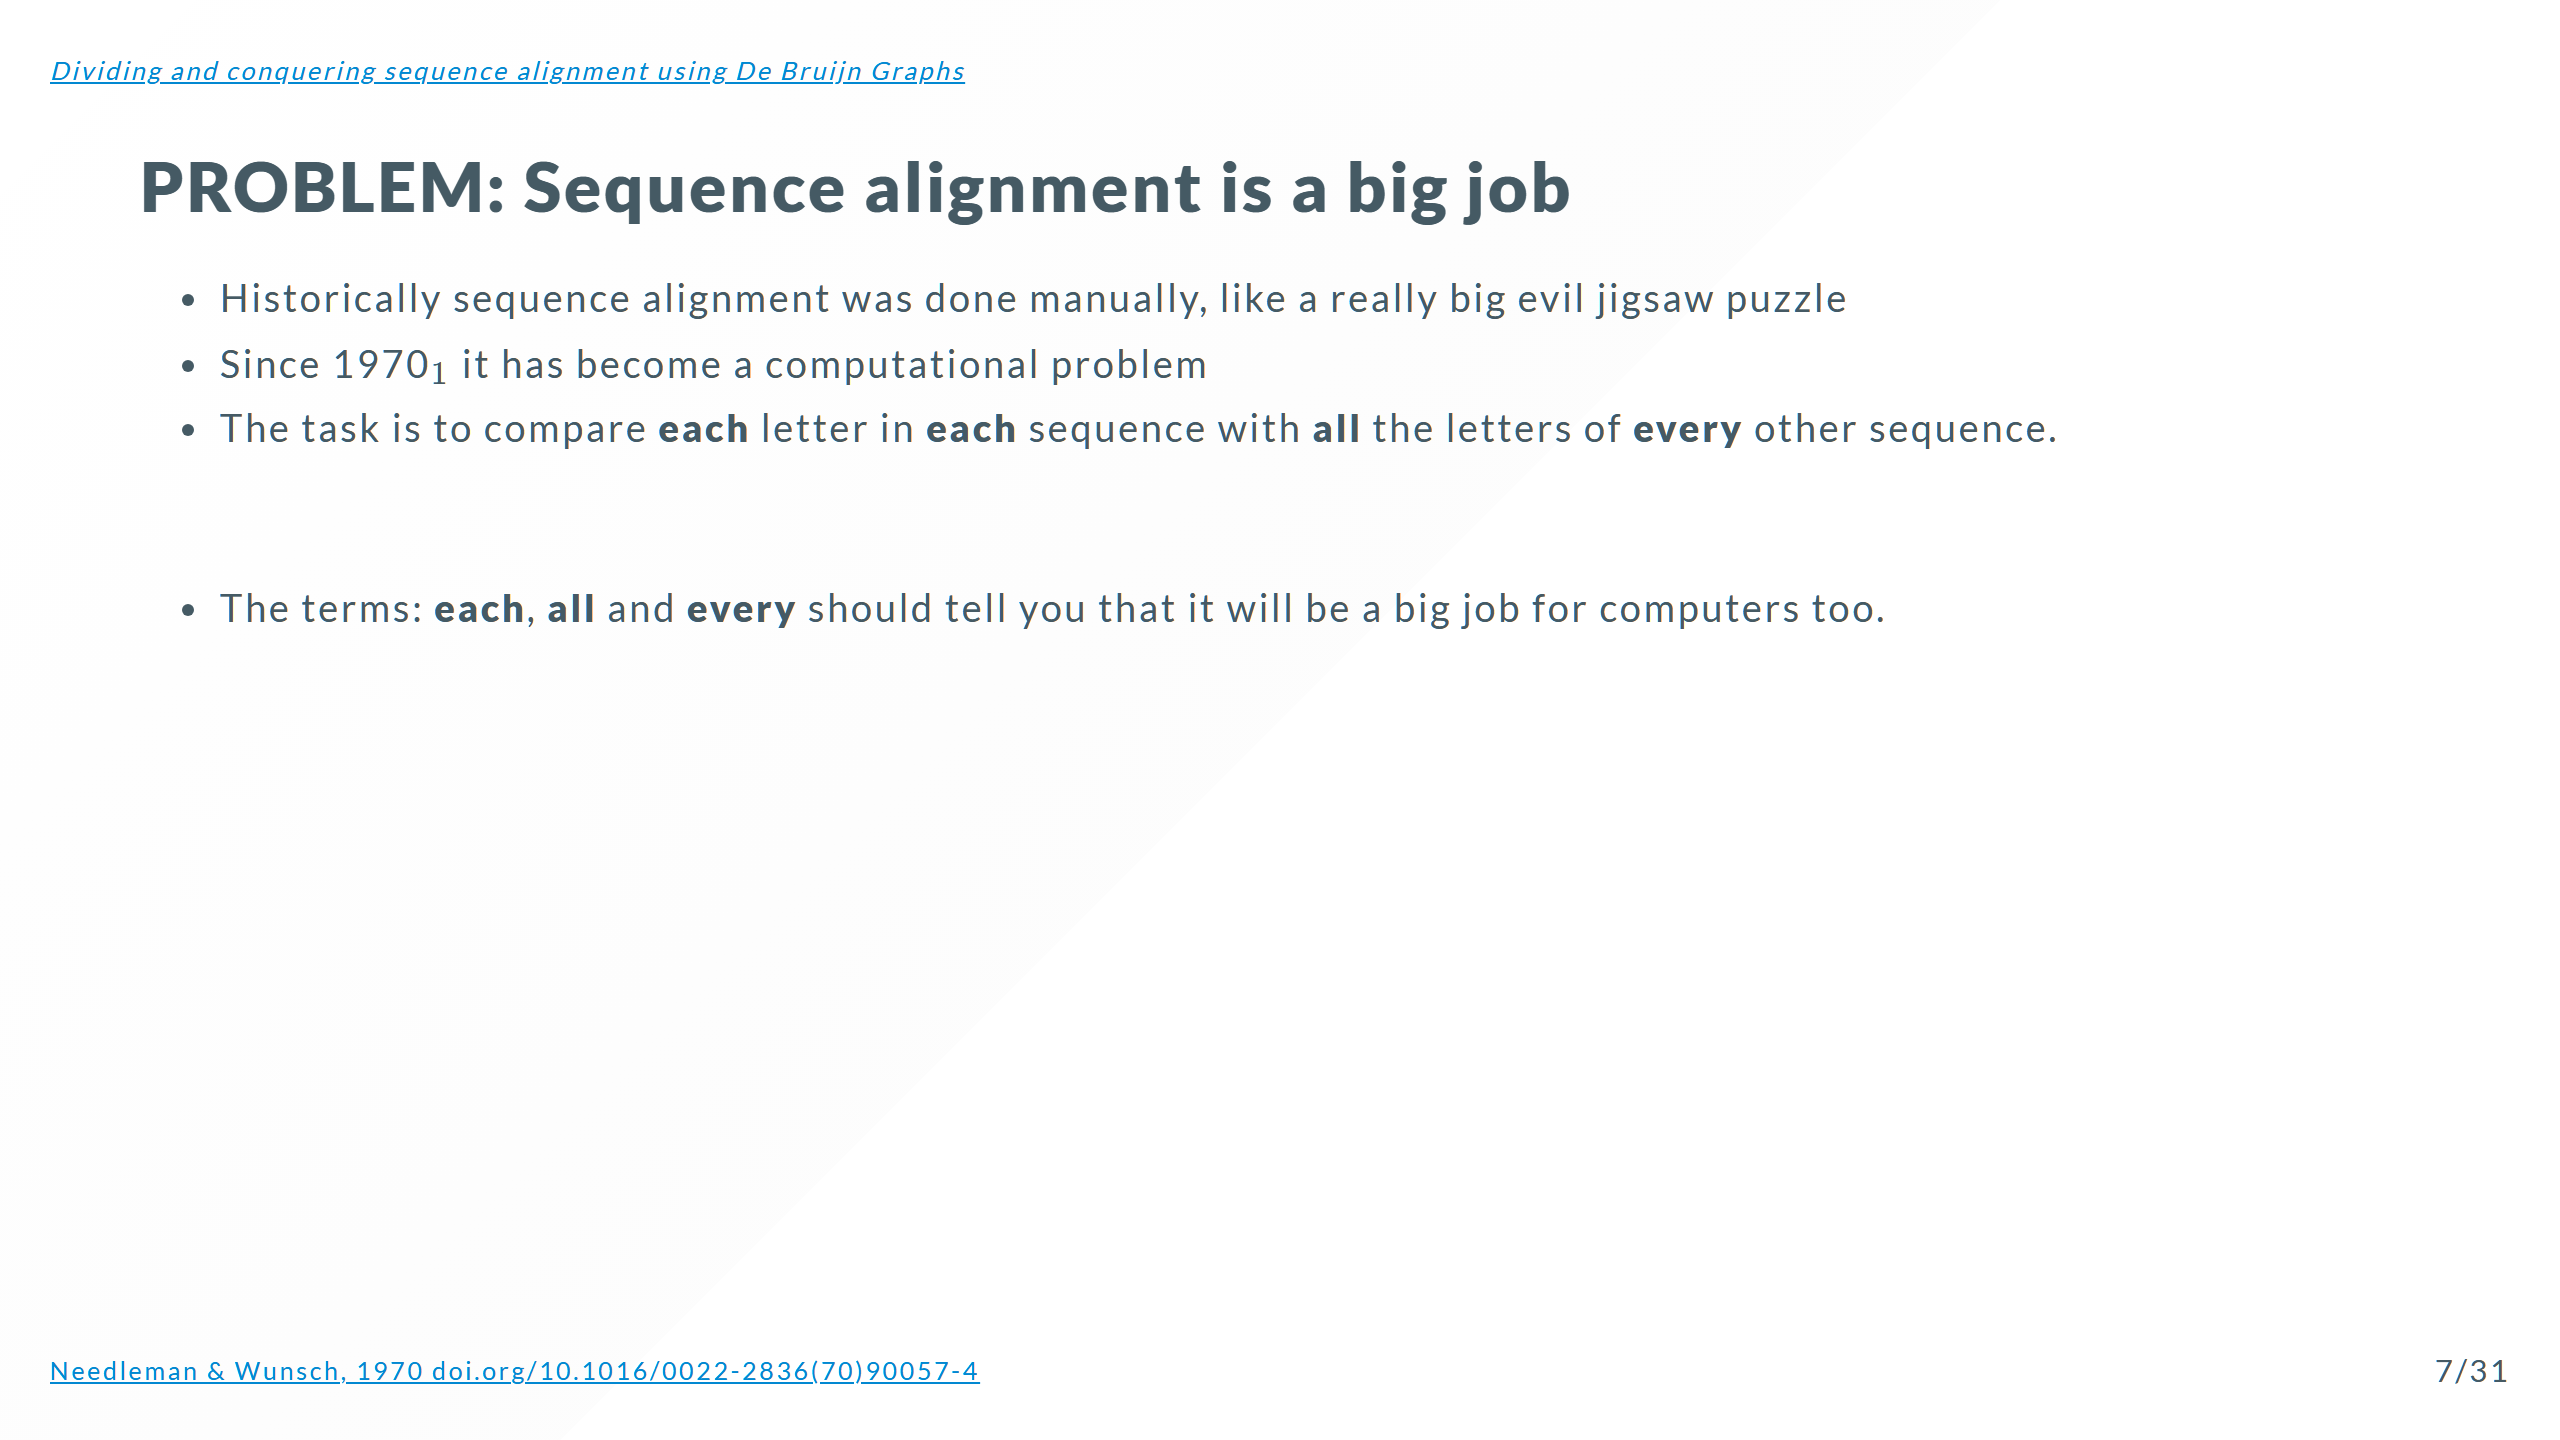 Dividing and conquering sequence alignment using De Bruijn Graphs
PROBLEM: Sequence alignment is a big job
• Historically sequence alignment was done manually, like a really big evil jigsaw puzzle
• Since 1970₁ it has become a computational problem
• The task is to compare each letter in each sequence with all the letters of every other sequence.
• The terms: each, all and every should tell you that it will be a big job for computers too.
Needleman & Wunsch, 1970 doi.org/10.1016/0022-2836(70)90057-4
7/31